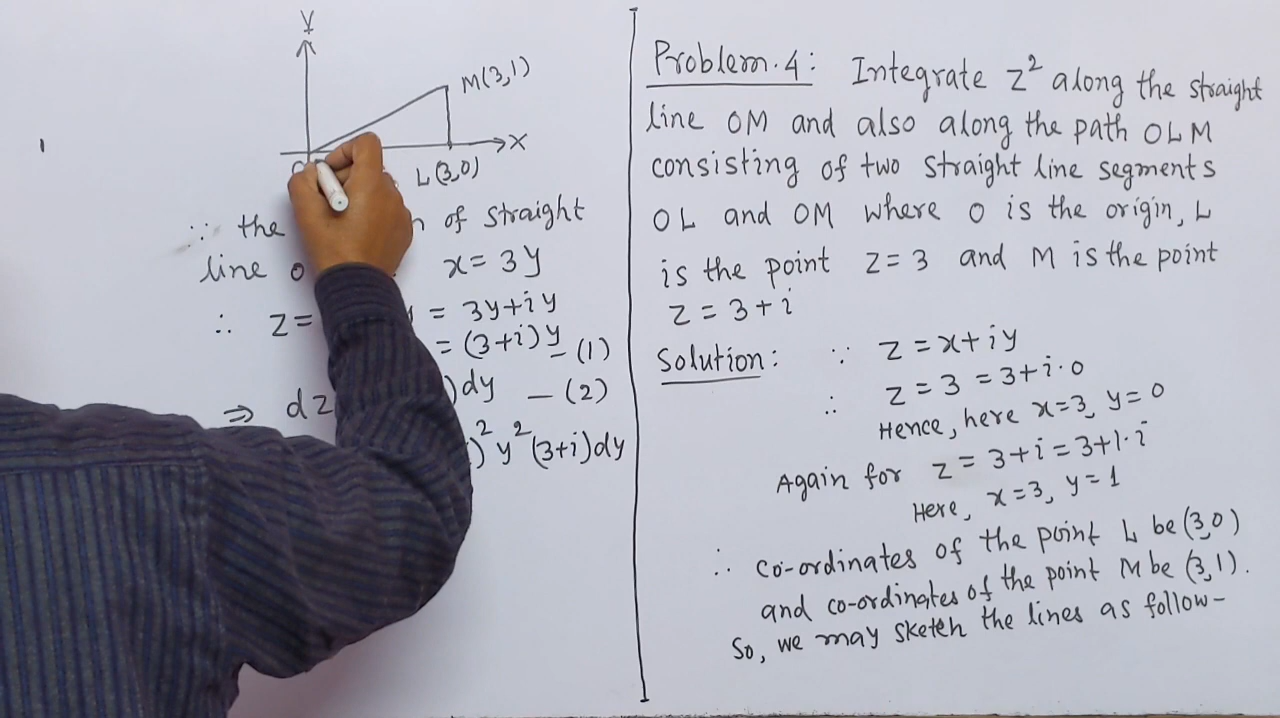 Y
M(3,1)
X
L(3,0)
∵ the of straight
line x = 3y
∴ z = = 3y+iy
= (3+i)y – (1)
⇒ dz )dy – (2)
)² y² (3+i)dy
Problem. 4: Integrate z² along the straight
line OM and also along the path OLM
consisting of two straight line segments
OL and OM where O is the origin, L
is the point z = 3 and M is the point
z = 3+i
Solution: ∵ z = x+iy
∴ z = 3 = 3+i·0
Hence, here x=3, y=0
Again for z = 3+i = 3+1·i
Here, x=3, y=1
∴ co-ordinates of the point L be (3,0)
and co-ordinates of the point M be (3,1).
So, we may sketch the lines as follow–